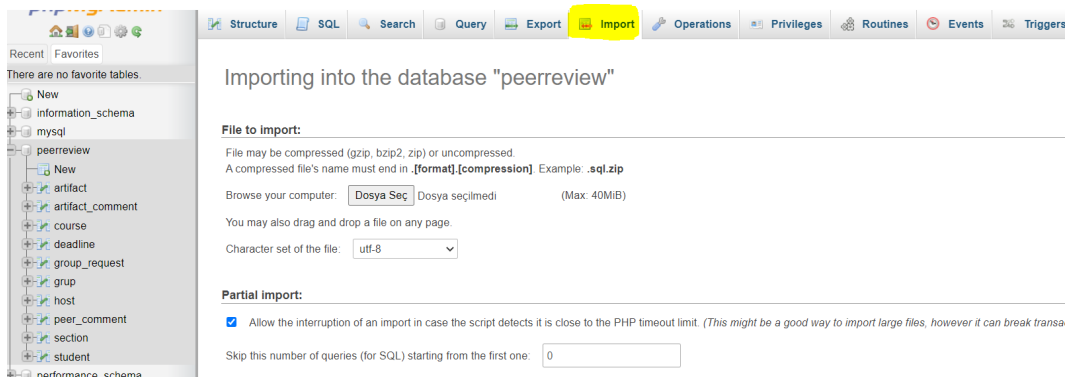 Structure SQL Search Query Export Import Operations Privileges Routines Events Triggers
Recent Favorites
There are no favorite tables.
New
information_schema
mysql
peerreview
New
artifact
artifact_comment
course
deadline
group_request
grup
host
peer_comment
section
student
performance_schema
Importing into the database "peerreview"
File to import:
File may be compressed (gzip, bzip2, zip) or uncompressed.
A compressed file's name must end in .[format].[compression]. Example: .sql.zip
Browse your computer: Dosya Seç Dosya seçilmedi (Max: 40MiB)
You may also drag and drop a file on any page.
Character set of the file: utf-8
Partial import:
Allow the interruption of an import in case the script detects it is close to the PHP timeout limit. (This might be a good way to import large files, however it can break
Skip this number of queries (for SQL) starting from the first one: 0